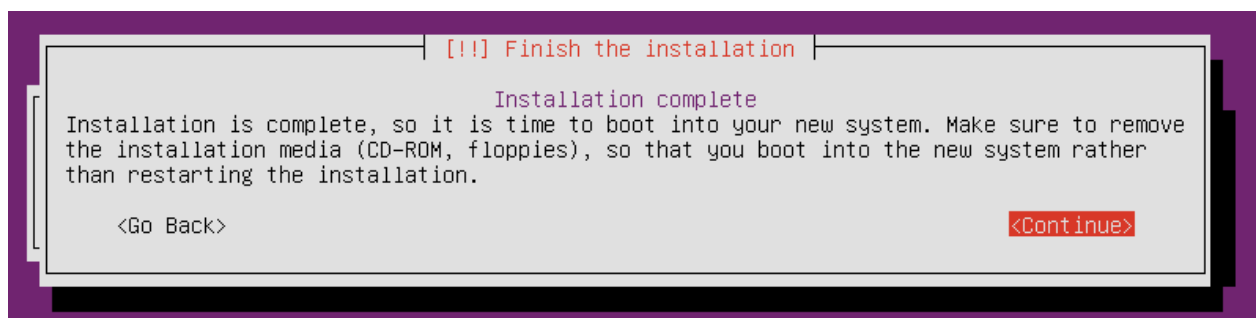 [!!] Finish the installation
Installation complete
Installation is complete, so it is time to boot into your new system. Make sure to remove
the installation media (CD-ROM, floppies), so that you boot into the new system rather
than restarting the installation.
<Go Back> <Continue>